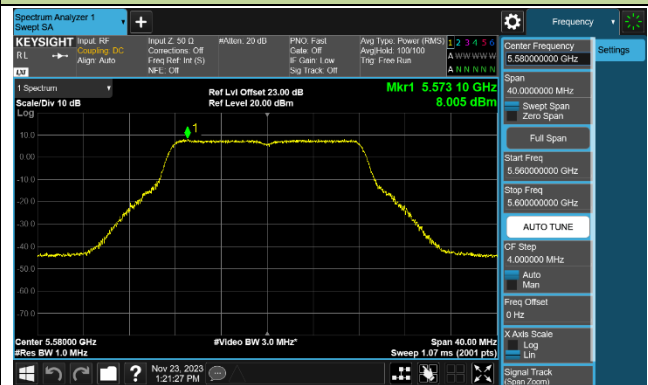 Spectrum Analyzer 1
Swept SA
+
Frequency
KEYSIGHT
RL
LXI
Input: RF
Coupling: DC
Align: Auto
Input Z: 50 Ω
Corrections: Off
Freq Ref: Int (S)
NFE: Off
#Atten: 20 dB
PNO: Fast
Gate: Off
IF Gain: Low
Sig Track: Off
Avg Type: Power (RMS)
Avg|Hold: 100/100
Trig: Free Run
1 2 3 4 5 6
A W W W W W
A N N N N N
1 Spectrum
Scale/Div 10 dB
Log
Ref Lvl Offset 23.00 dB
Ref Level 20.00 dBm
Mkr1 5.573 10 GHz
8.005 dBm
1
10.0
0.00
-10.0
-20.0
-30.0
-40.0
-50.0
-60.0
-70.0
Center 5.58000 GHz
#Res BW 1.0 MHz
#Video BW 3.0 MHz*
Span 40.00 MHz
Sweep 1.07 ms (2001 pts)
Center Frequency
5.580000000 GHz
Settings
Span
40.0000000 MHz
Swept Span
Zero Span
Full Span
Start Freq
5.560000000 GHz
Stop Freq
5.600000000 GHz
AUTO TUNE
CF Step
4.000000 MHz
Auto
Man
Freq Offset
0 Hz
X Axis Scale
Log
Lin
Signal Track
(Span Zoom)
?
Nov 23, 2023
1:21:27 PM